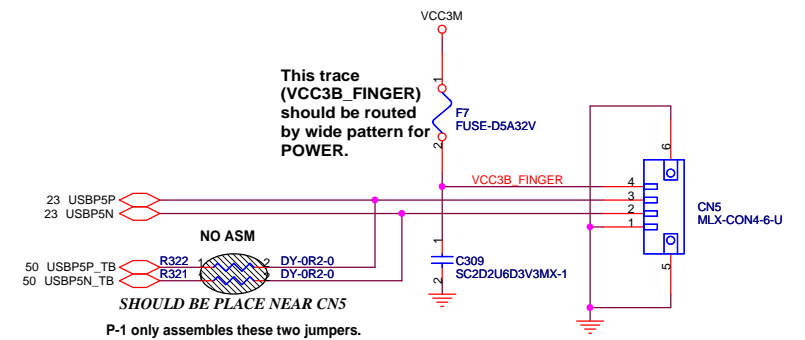 VCC3M
This trace
(VCC3B_FINGER)
should be routed
by wide pattern for
POWER.
1
F7
FUSE-D5A32V
2
6
VCC3B_FINGER
4
3
2
1
CN5
MLX-CON4-6-U
23 USBP5P
23 USBP5N
NO ASM
50 USBP5P_TB
R322 1 2 DY-0R2-0
50 USBP5N_TB
R321 1 2 DY-0R2-0
1
C309
SC2D2U6D3V3MX-1
2
5
SHOULD BE PLACE NEAR CN5
P-1 only assembles these two jumpers.